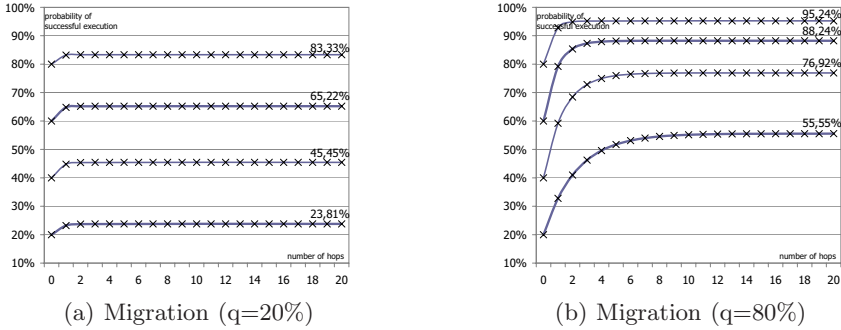 100%
90%
80%
70%
60%
50%
40%
30%
20%
10%
probability of
successful execution
83,33%
65,22%
45,45%
23,81%
number of hops
0 2 4 6 8 10 12 14 16 18 20
(a) Migration (q=20%)
100%
90%
80%
70%
60%
50%
40%
30%
20%
10%
probability of
successful execution
95,24%
88,24%
76,92%
55,55%
number of hops
0 2 4 6 8 10 12 14 16 18 20
(b) Migration (q=80%)